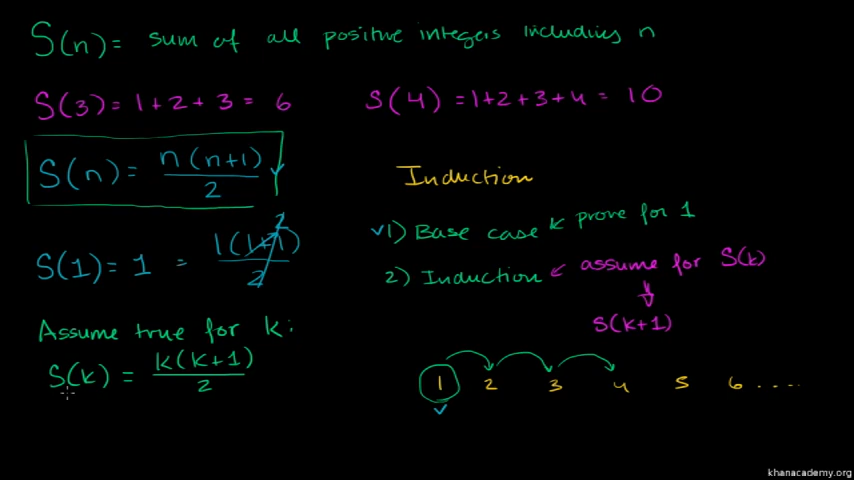 S(n) = sum of all positive integers including n
S(3) = 1 + 2 + 3 = 6
S(4) = 1+2+3+4 = 10
S(n) = n(n+1)/2
Induction
1) Base case ← prove for 1
S(1) = 1 = 1(1+1)/2 2
2) Induction ← assume for S(k)
↓
S(k+1)
Assume true for k:
S(k) = k(k+1)/2
1 2 3 4 5 6 ....
khanacademy.org